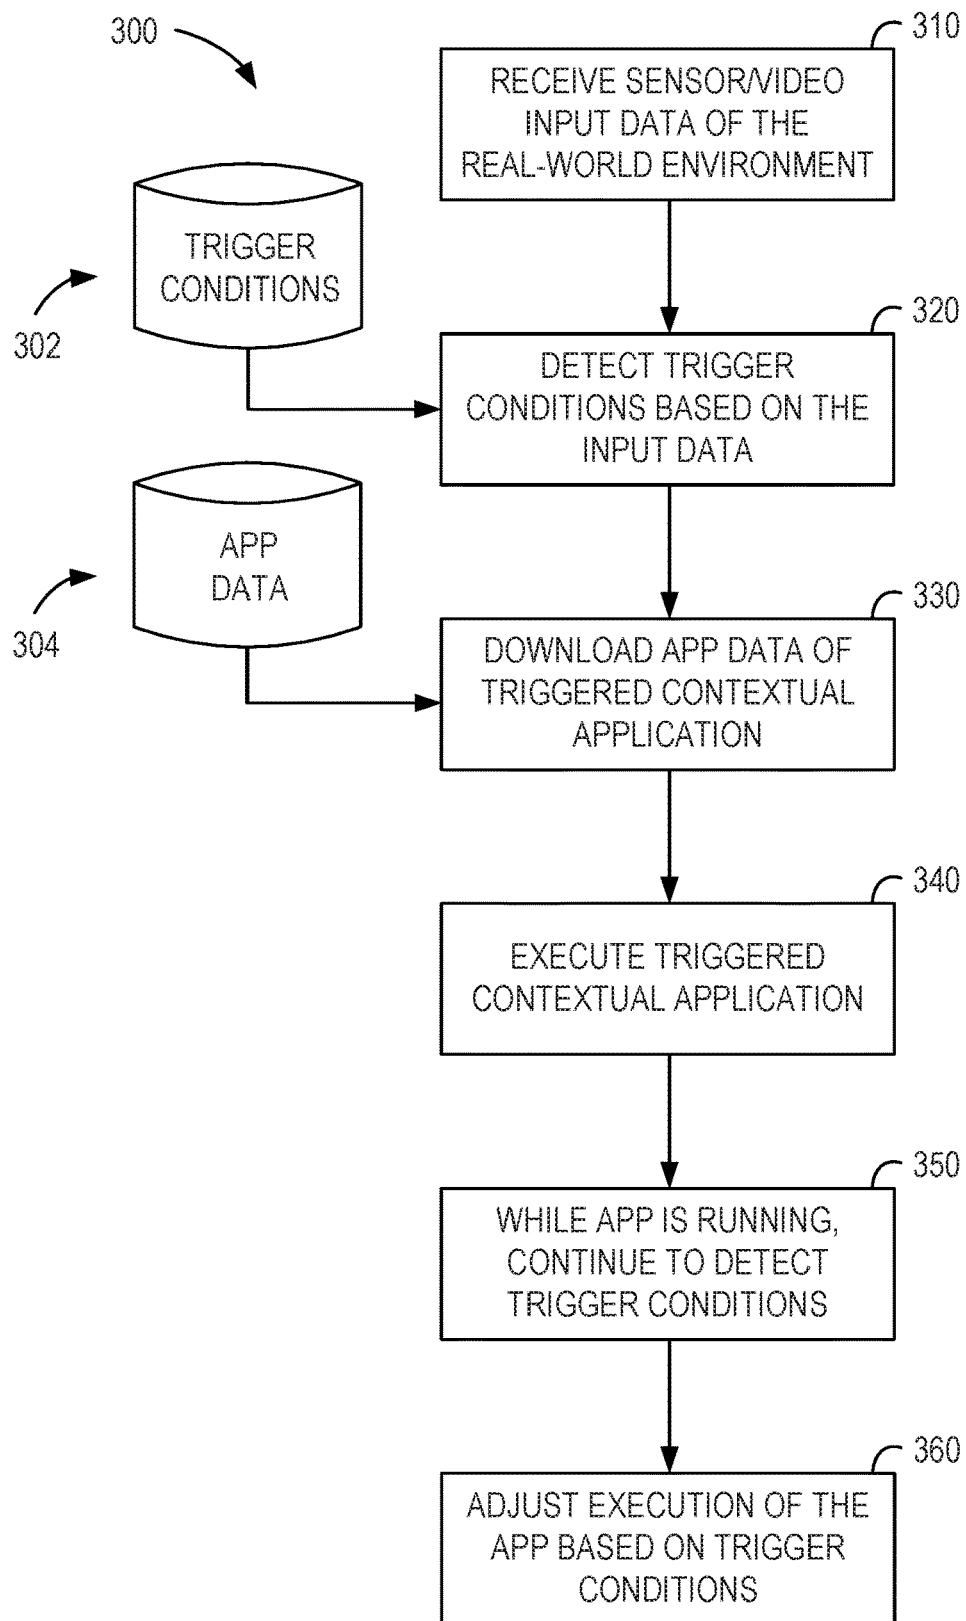 300
310
RECEIVE SENSOR/VIDEO
INPUT DATA OF THE
REAL-WORLD ENVIRONMENT
TRIGGER
CONDITIONS
302
320
DETECT TRIGGER
CONDITIONS BASED ON THE
INPUT DATA
APP
DATA
304
330
DOWNLOAD APP DATA OF
TRIGGERED CONTEXTUAL
APPLICATION
340
EXECUTE TRIGGERED
CONTEXTUAL APPLICATION
350
WHILE APP IS RUNNING,
CONTINUE TO DETECT
TRIGGER CONDITIONS
360
ADJUST EXECUTION OF THE
APP BASED ON TRIGGER
CONDITIONS